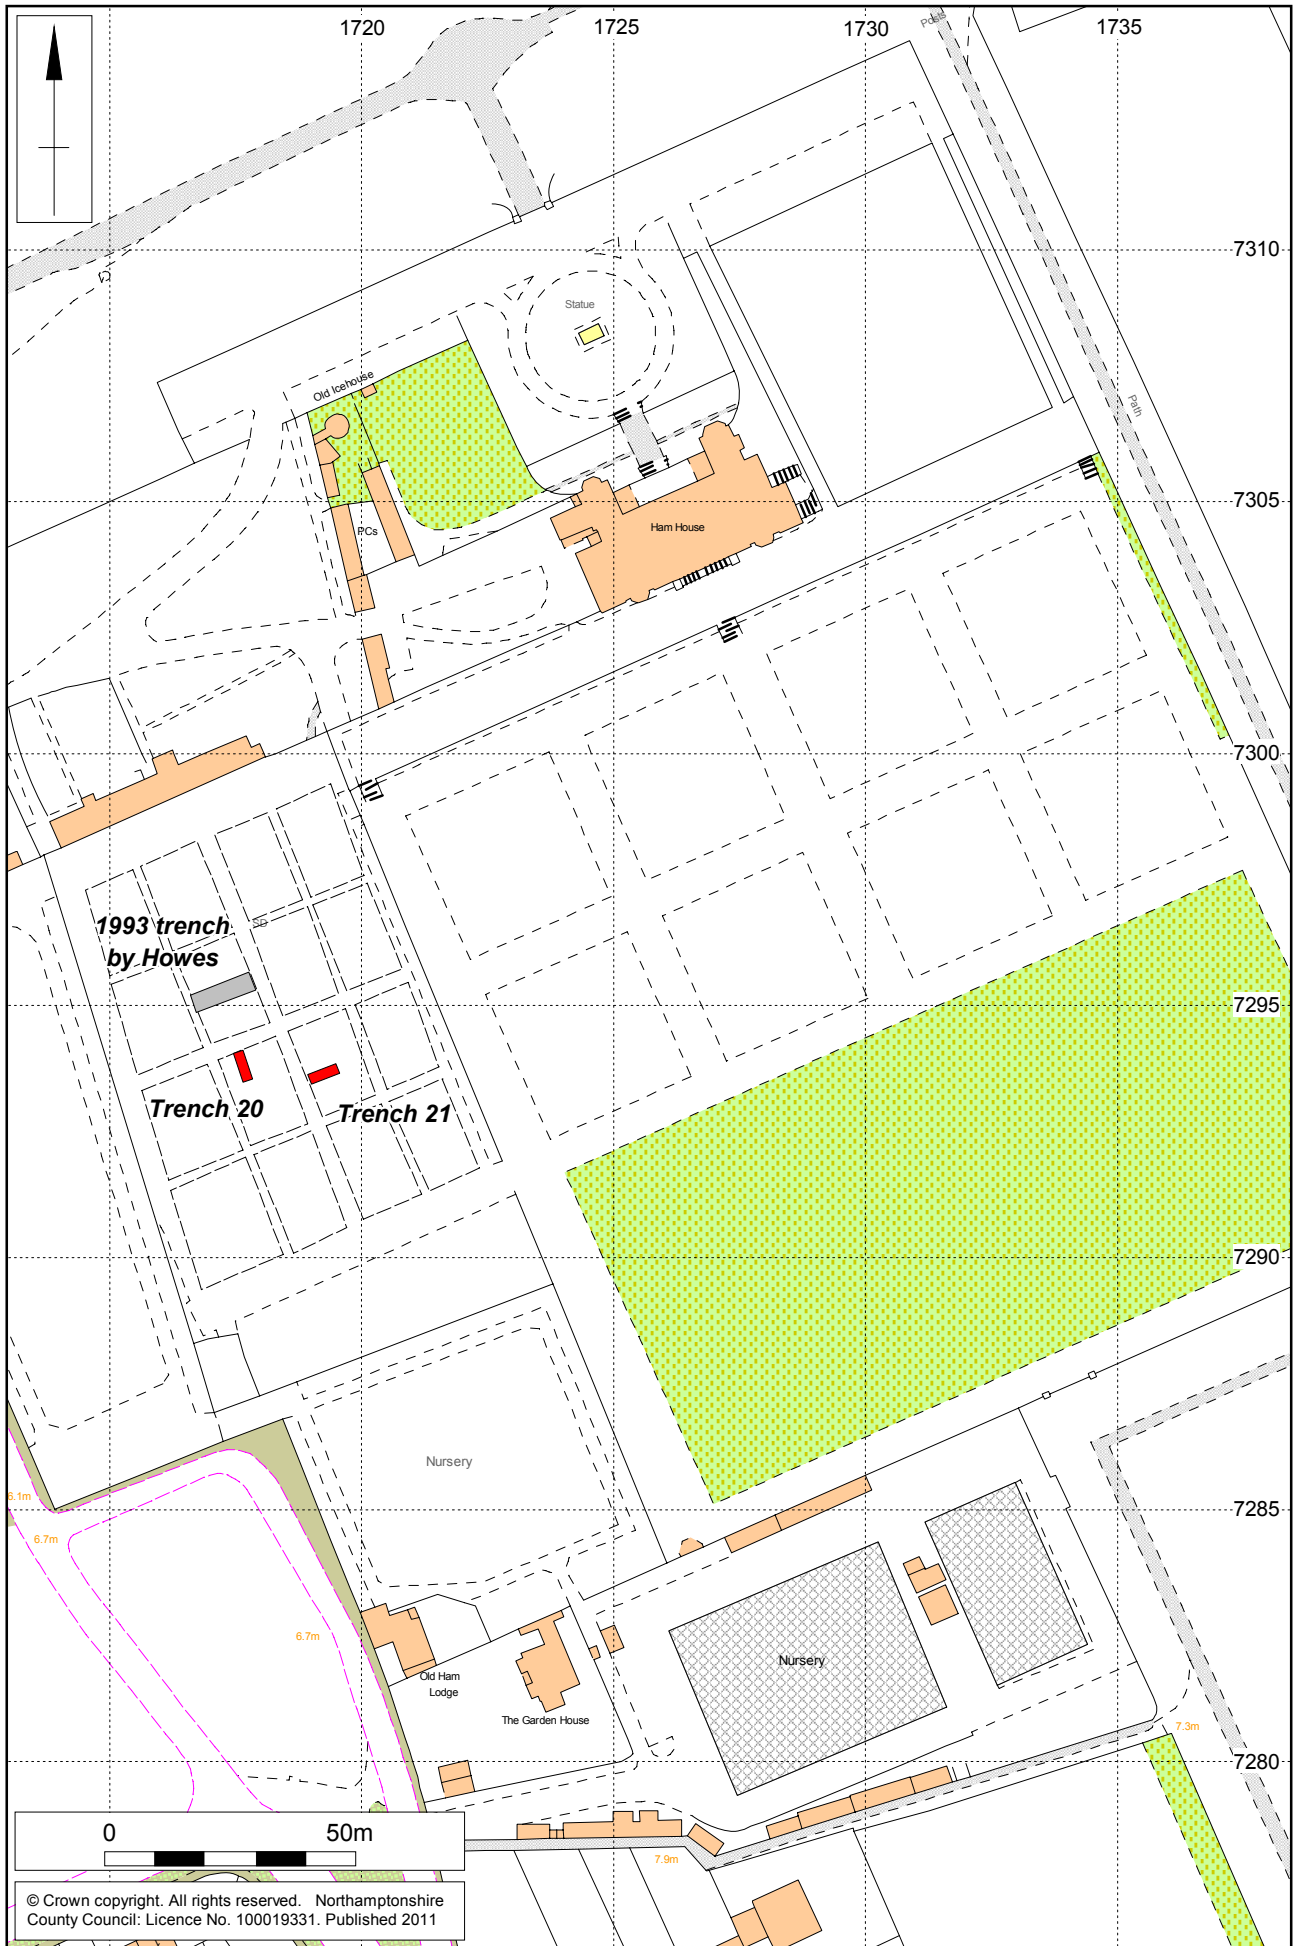 1720
1725
1730
1735
Posts
7310
Statue
Old Icehouse
Path
7305
PCs
Ham House
7300
1993 trench
by Howes
SD
7295
Trench 20
Trench 21
7290
Nursery
6.1m
7285
6.7m
6.7m
Nursery
Old Ham
Lodge
The Garden House
7.3m
7280
0 50m
7.9m
© Crown copyright. All rights reserved. Northamptonshire
County Council: Licence No. 100019331. Published 2011